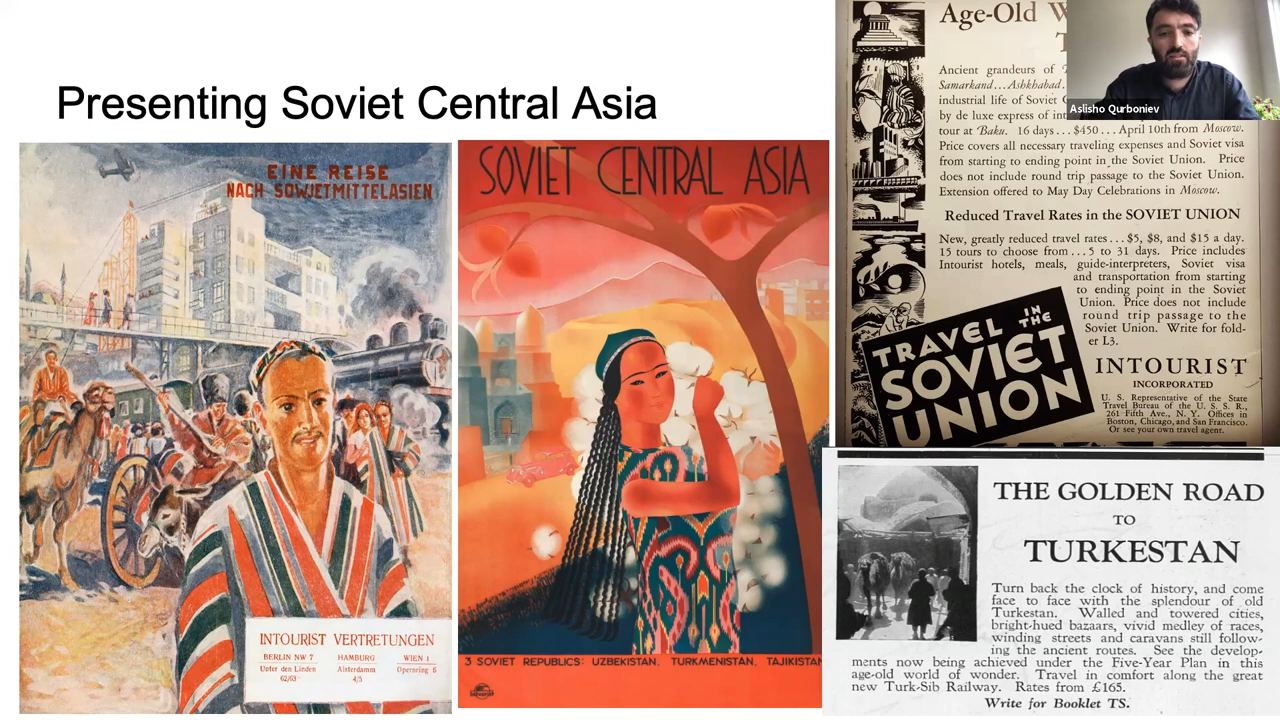 Presenting Soviet Central Asia
EINE REISE
NACH SOWJETMITTELASIEN
INTOURIST VERTRETUNGEN
BERLIN NW 7
Unter den Linden
62/63
HAMBURG
Alsterdamm
4/5
WIEN I
Opernring 6
SOVIET CENTRAL ASIA
3 SOVIET REPUBLICS: UZBEKISTAN, TURKMENISTAN, TAJIKISTAN
Age-Old W
T
Ancient grandeurs of
Samarkand...Ashkhabad.
industrial life of Soviet
by de luxe express of int
tour at Baku. 16 days...$450...April 10th from Moscow.
Price covers all necessary traveling expenses and Soviet visa
from starting to ending point in the Soviet Union. Price
does not include round trip passage to the Soviet Union.
Extension offered to May Day Celebrations in Moscow.
Reduced Travel Rates in the SOVIET UNION
New, greatly reduced travel rates...$5, $8, and $15 a day.
15 tours to choose from...5 to 31 days. Price includes
Intourist hotels, meals, guide-interpreters, Soviet visa
and transportation from starting
to ending point in the Soviet
Union. Price does not include
round trip passage to the
Soviet Union. Write for fold-
er L3.
TRAVEL IN THE
SOVIET
UNION
INTOURIST
INCORPORATED
U. S. Representative of the State
Travel Bureau of the U. S. S. R.,
261 Fifth Ave., N. Y. Offices in
Boston, Chicago, and San Francisco.
Or see your own travel agent.
Aslisho Qurboniev
THE GOLDEN ROAD
TO
TURKESTAN
Turn back the clock of history, and come
face to face with the splendour of old
Turkestan. Walled and towered cities,
bright-hued bazaars, vivid medley of races,
winding streets and caravans still follow-
ing the ancient routes. See the develop-
ments now being achieved under the Five-Year Plan in this
age-old world of wonder. Travel in comfort along the great
new Turk-Sib Railway. Rates from £165.
Write for Booklet TS.